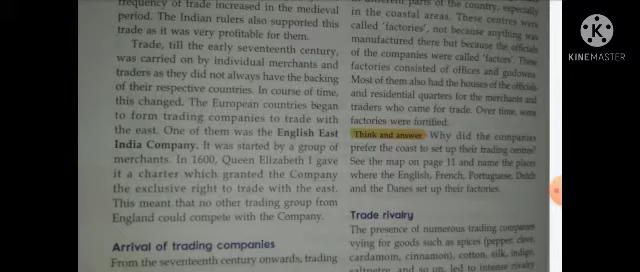 frequency of trade increased in the medieval
period. The Indian rulers also supported this
trade as it was very profitable for them.
Trade, till the early seventeenth century,
was carried on by individual merchants and
traders as they did not always have the backing
of their respective countries. In course of time,
this changed. The European countries began
to form trading companies to trade with
the east. One of them was the English East
India Company. It was started by a group of
merchants. In 1600, Queen Elizabeth I gave
it a charter which granted the Company
the exclusive right to trade with the east.
This meant that no other trading group from
England could compete with the Company.
Arrival of trading companies
From the seventeenth century onwards, trading
parts of the country, especially
in the coastal areas. These centres were
called 'factories', not because anything was
manufactured there but because the officials
of the companies were called 'factors'. These
factories consisted of offices and godowns.
Most of them also had the houses of the officials
and residential quarters for the merchants and
traders who came for trade. Over time, some
factories were fortified.
Think and answer Why did the companies
prefer the coast to set up their trading centres?
See the map on page 11 and name the places
where the English, French, Portuguese, Dutch
and the Danes set up their factories.
Trade rivalry
The presence of numerous trading companies
vying for goods such as spices (pepper, clove,
cardamom, cinnamon), cotton, silk, indigo,
saltpetre, and so on, led to intense rivalry
KINEMASTER